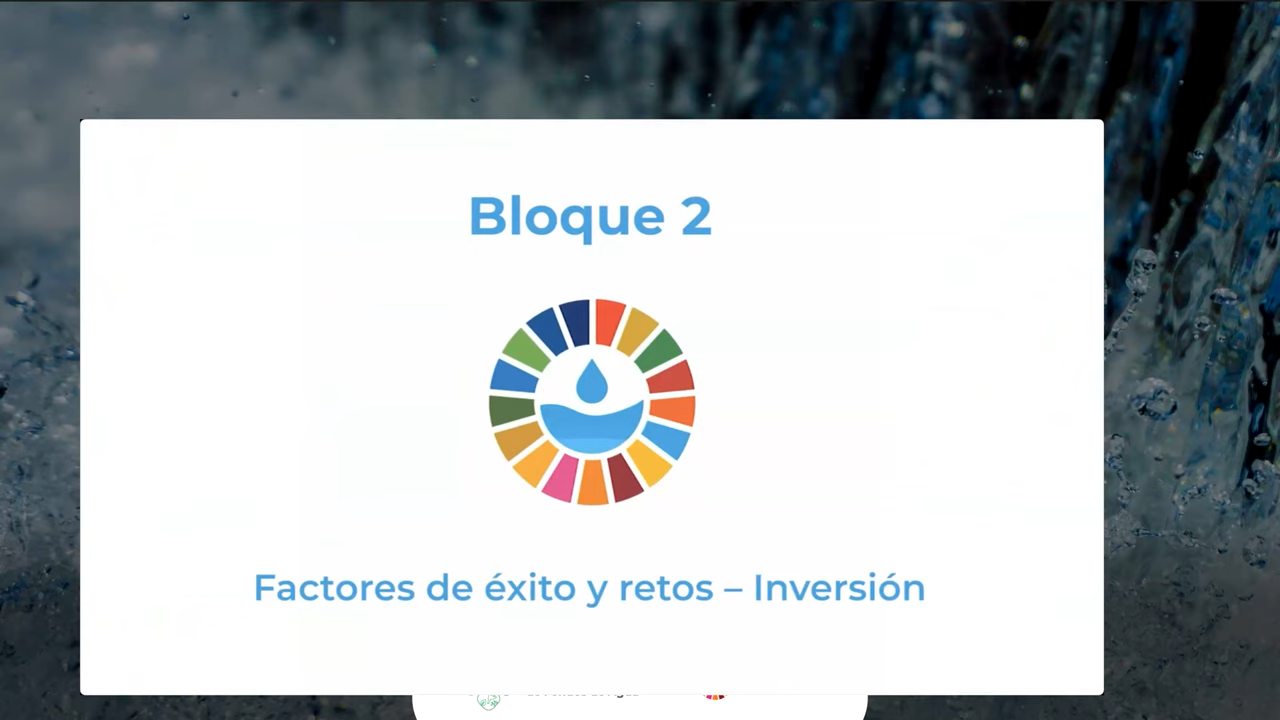 Bloque 2
Factores de éxito y retos – Inversión